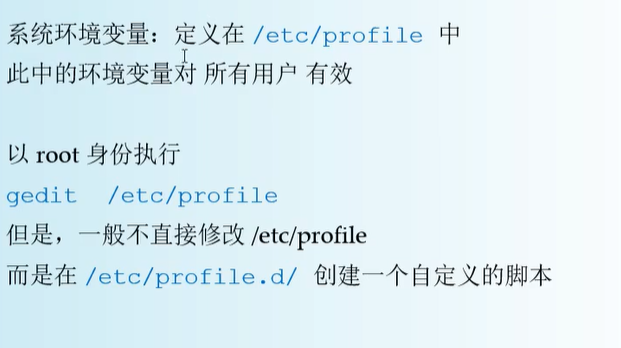 系统环境变量：定义在 /etc/profile 中
此中的环境变量对 所有用户 有效
以 root 身份执行
gedit /etc/profile
但是，一般不直接修改 /etc/profile
而是在 /etc/profile.d/ 创建一个自定义的脚本